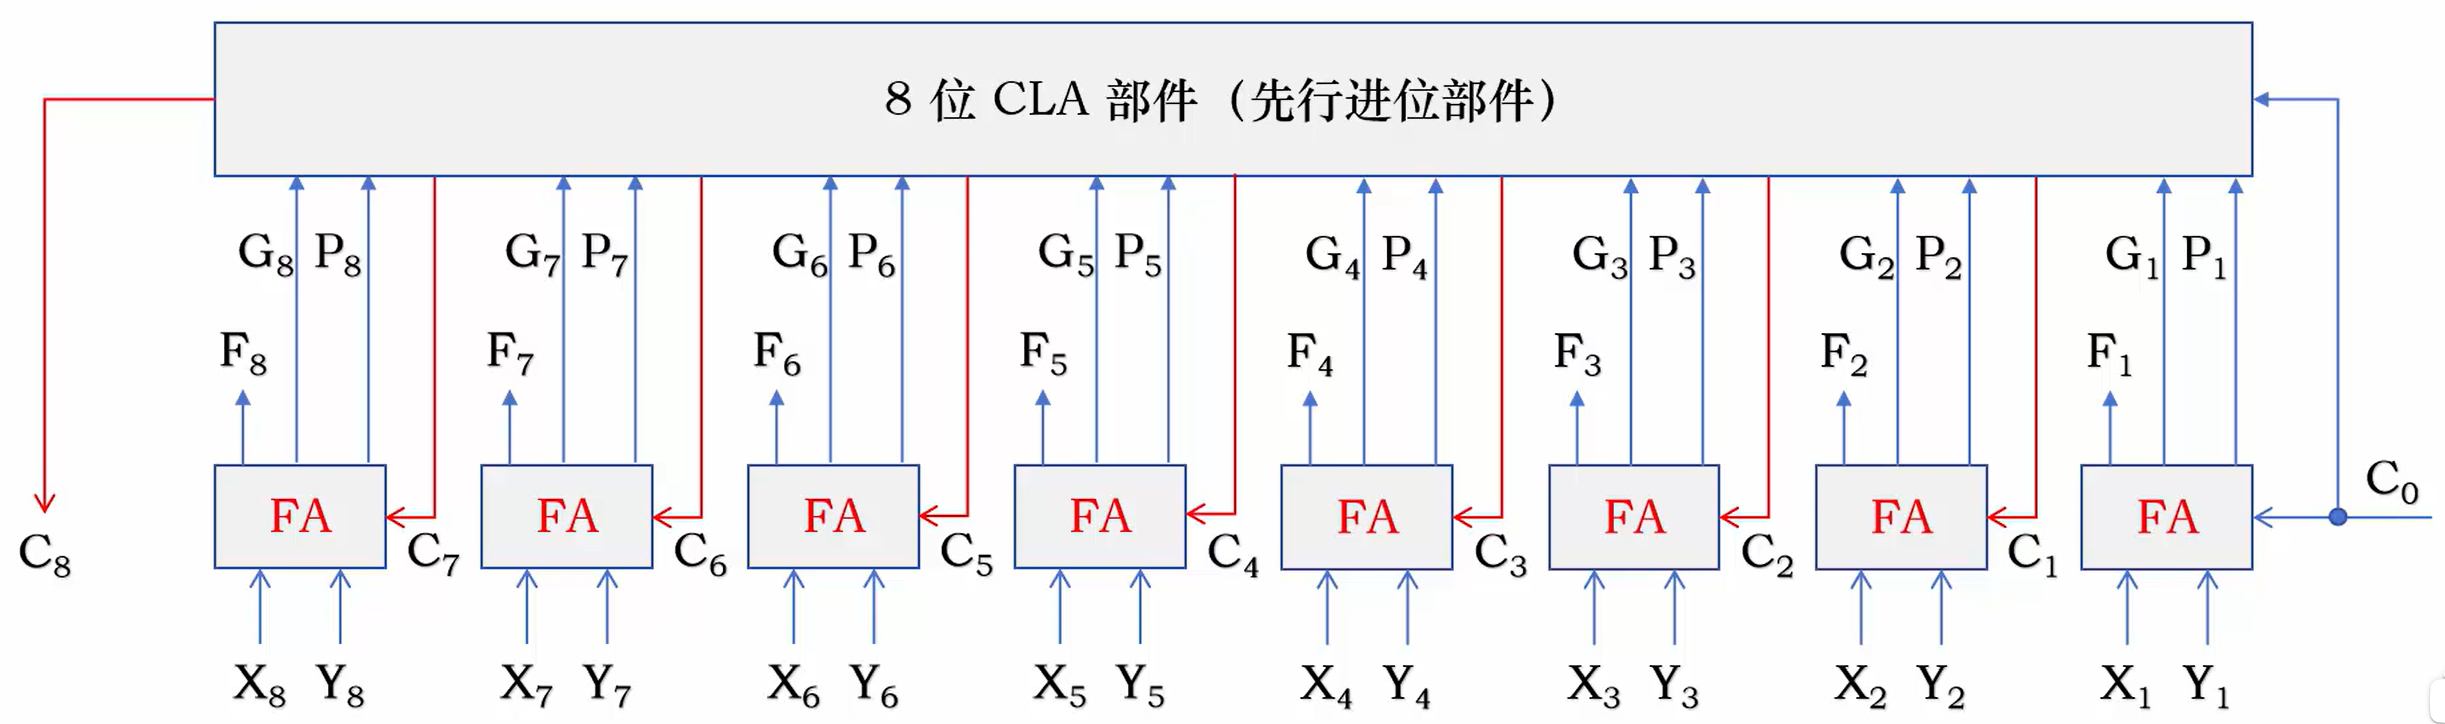 8 位 CLA 部件（先行进位部件）
G₈ P₈ G₇ P₇ G₆ P₆ G₅ P₅ G₄ P₄ G₃ P₃ G₂ P₂ G₁ P₁
F₈ F₇ F₆ F₅ F₄ F₃ F₂ F₁
FA FA FA FA FA FA FA FA C₀
C₈ C₇ C₆ C₅ C₄ C₃ C₂ C₁
X₈ Y₈ X₇ Y₇ X₆ Y₆ X₅ Y₅ X₄ Y₄ X₃ Y₃ X₂ Y₂ X₁ Y₁